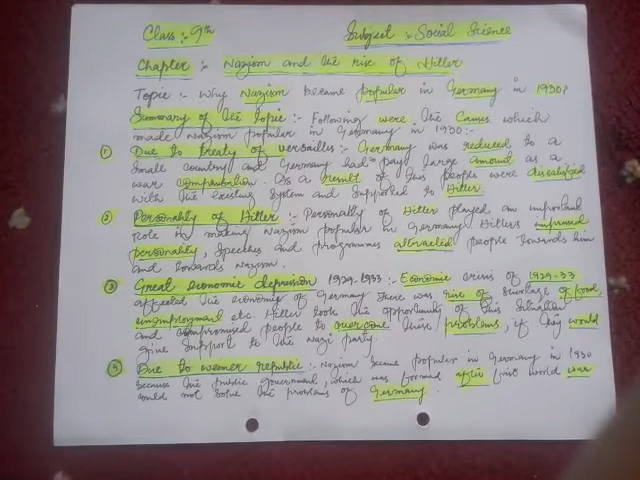 Class :- 9th Subject :- Social Science
Chapter :- Nazism and the rise of Hitler
Topic :- why Nazism became popular in Germany in 1930?
Summary of the topic :- Following were the causes which
made Nazism popular in Germany in 1930:-
① Due to Treaty of versailles :- Germany was reduced to a
small country and Germany had to pay large amount as a
war compensation. As a result of this people were dissatisfied
with the existing system and supported to Hitler.
② Personality of Hitler :- Personality of Hitler played an important
role in making Nazism popular in Germany Hitlers
personality, speeches and programmes attracted people towards him
and towards Nazism.
③ Great economic depression 1929-1933 :- Economic crisis of 1929-33
affected the economy of Germany there was rise of shortage of food,
unemployment etc. Hitler took the opportunity of this situation
and people to overcome these problems, if they would
give support to the Nazi party.
④ Due to weimer republic :- Nazism became popular in Germany in 1930
because the public government, which was formed after first world war
could not solve the problems of Germany.